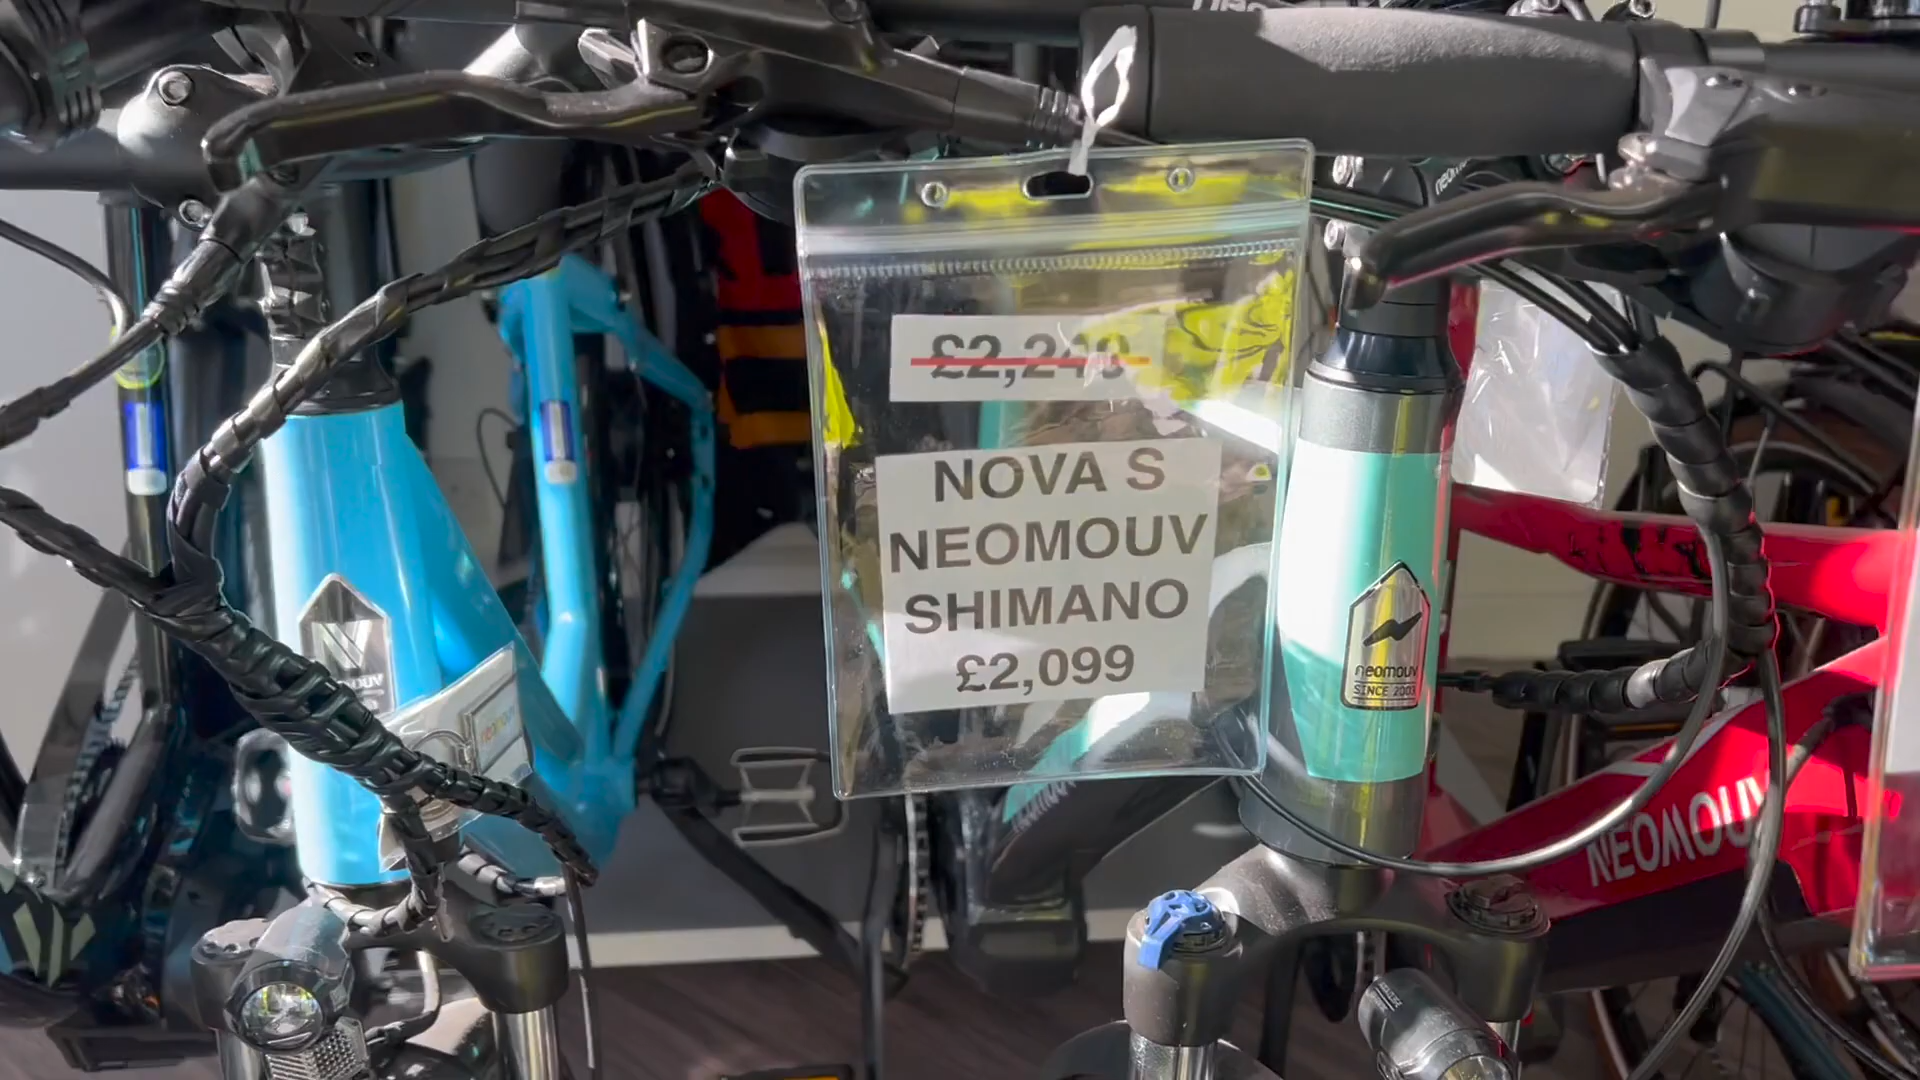 £2,249
NOVA S
NEOMOUV
SHIMANO
£2,099
neomouv
SINCE 2003
NEOMOUV